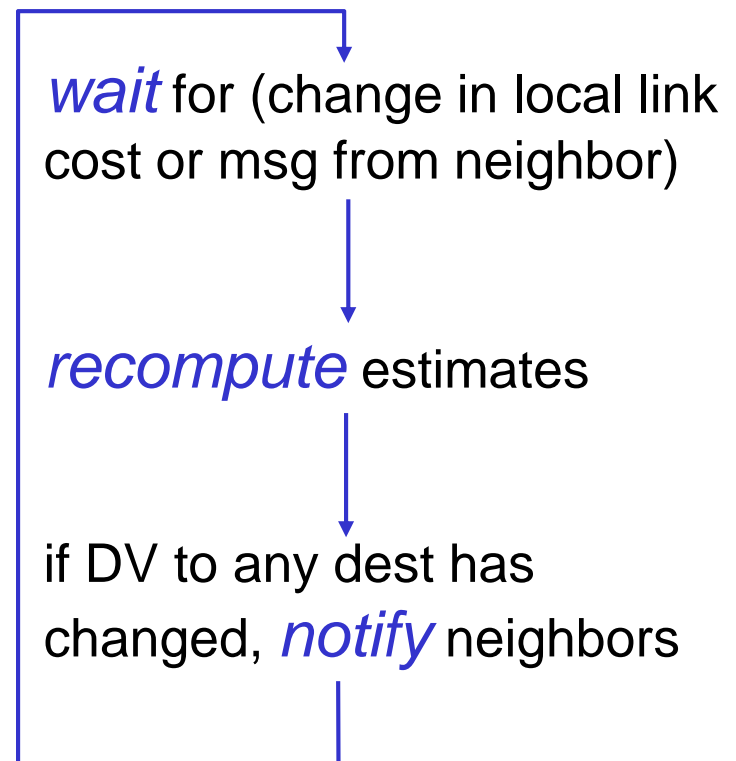 wait for (change in local link
cost or msg from neighbor)
recompute estimates
if DV to any dest has
changed, notify neighbors